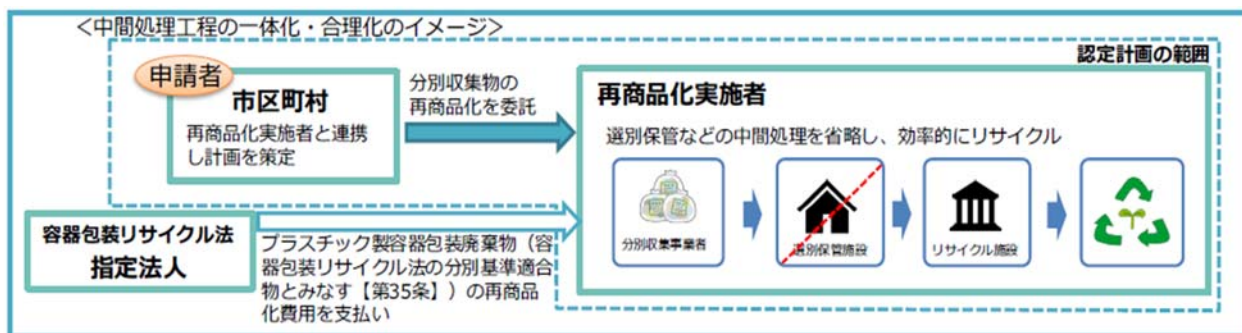 <中間処理工程の一体化・合理化のイメージ>
認定計画の範囲
申請者
市区町村
再商品化実施者と連携
し計画を策定
分別収集物の
再商品化を委託
再商品化実施者
選別保管などの中間処理を省略し、効率的にリサイクル
分別収集事業者
選別保管施設
リサイクル施設
容器包装リサイクル法
指定法人
プラスチック製容器包装廃棄物（容
器包装リサイクル法の分別基準適合
物とみなす【第35条】）の再商品
化費用を支払い